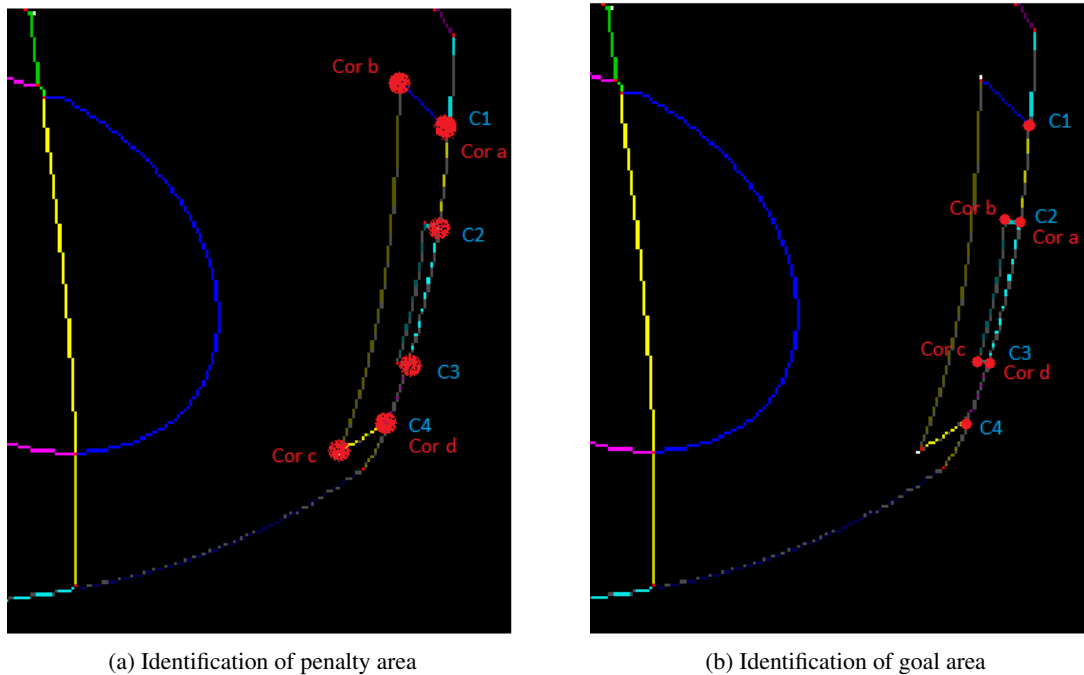 Cor b
C1
Cor a
C2
C3
C4
Cor c
Cor d
(a) Identification of penalty area
C1
Cor b
C2
Cor a
Cor c
C3
Cor d
C4
(b) Identification of goal area